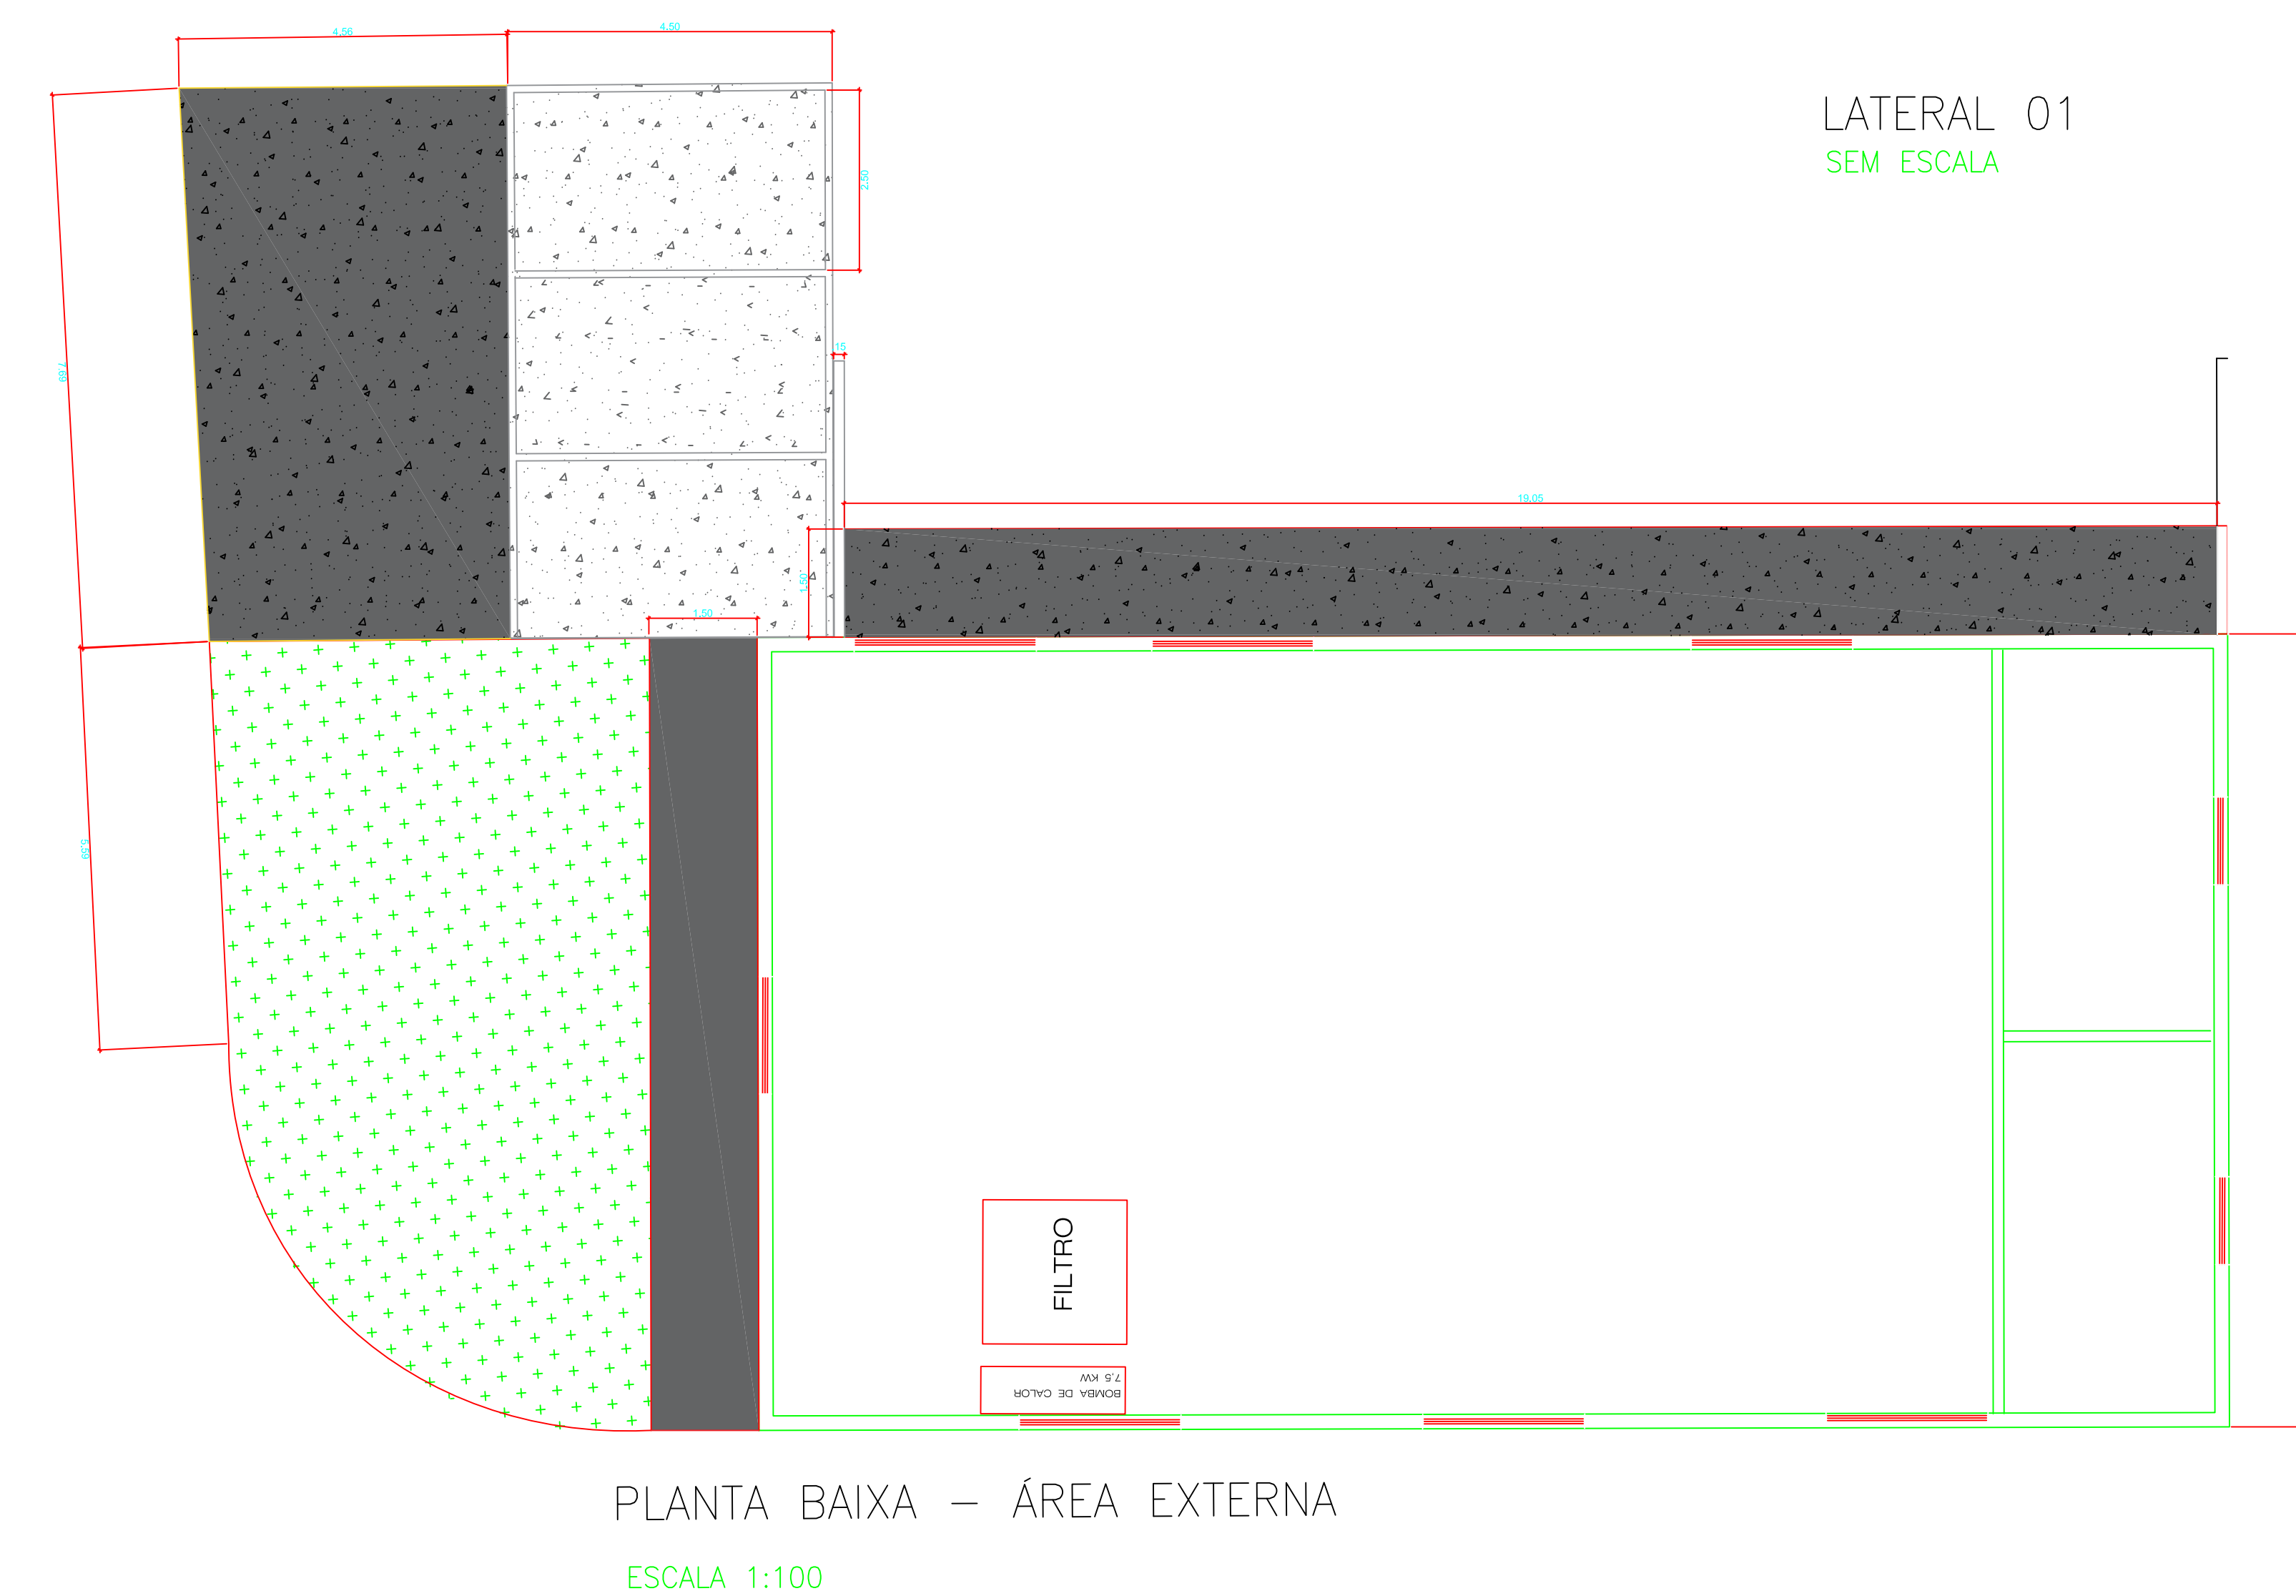 4,56
4,50
LATERAL 01
SEM ESCALA
2,50
15
7,69
19,05
1,50
1,50
5,59
FILTRO
BOMBA DE CALOR
7,5 KW
PLANTA BAIXA – ÁREA EXTERNA
ESCALA 1:100